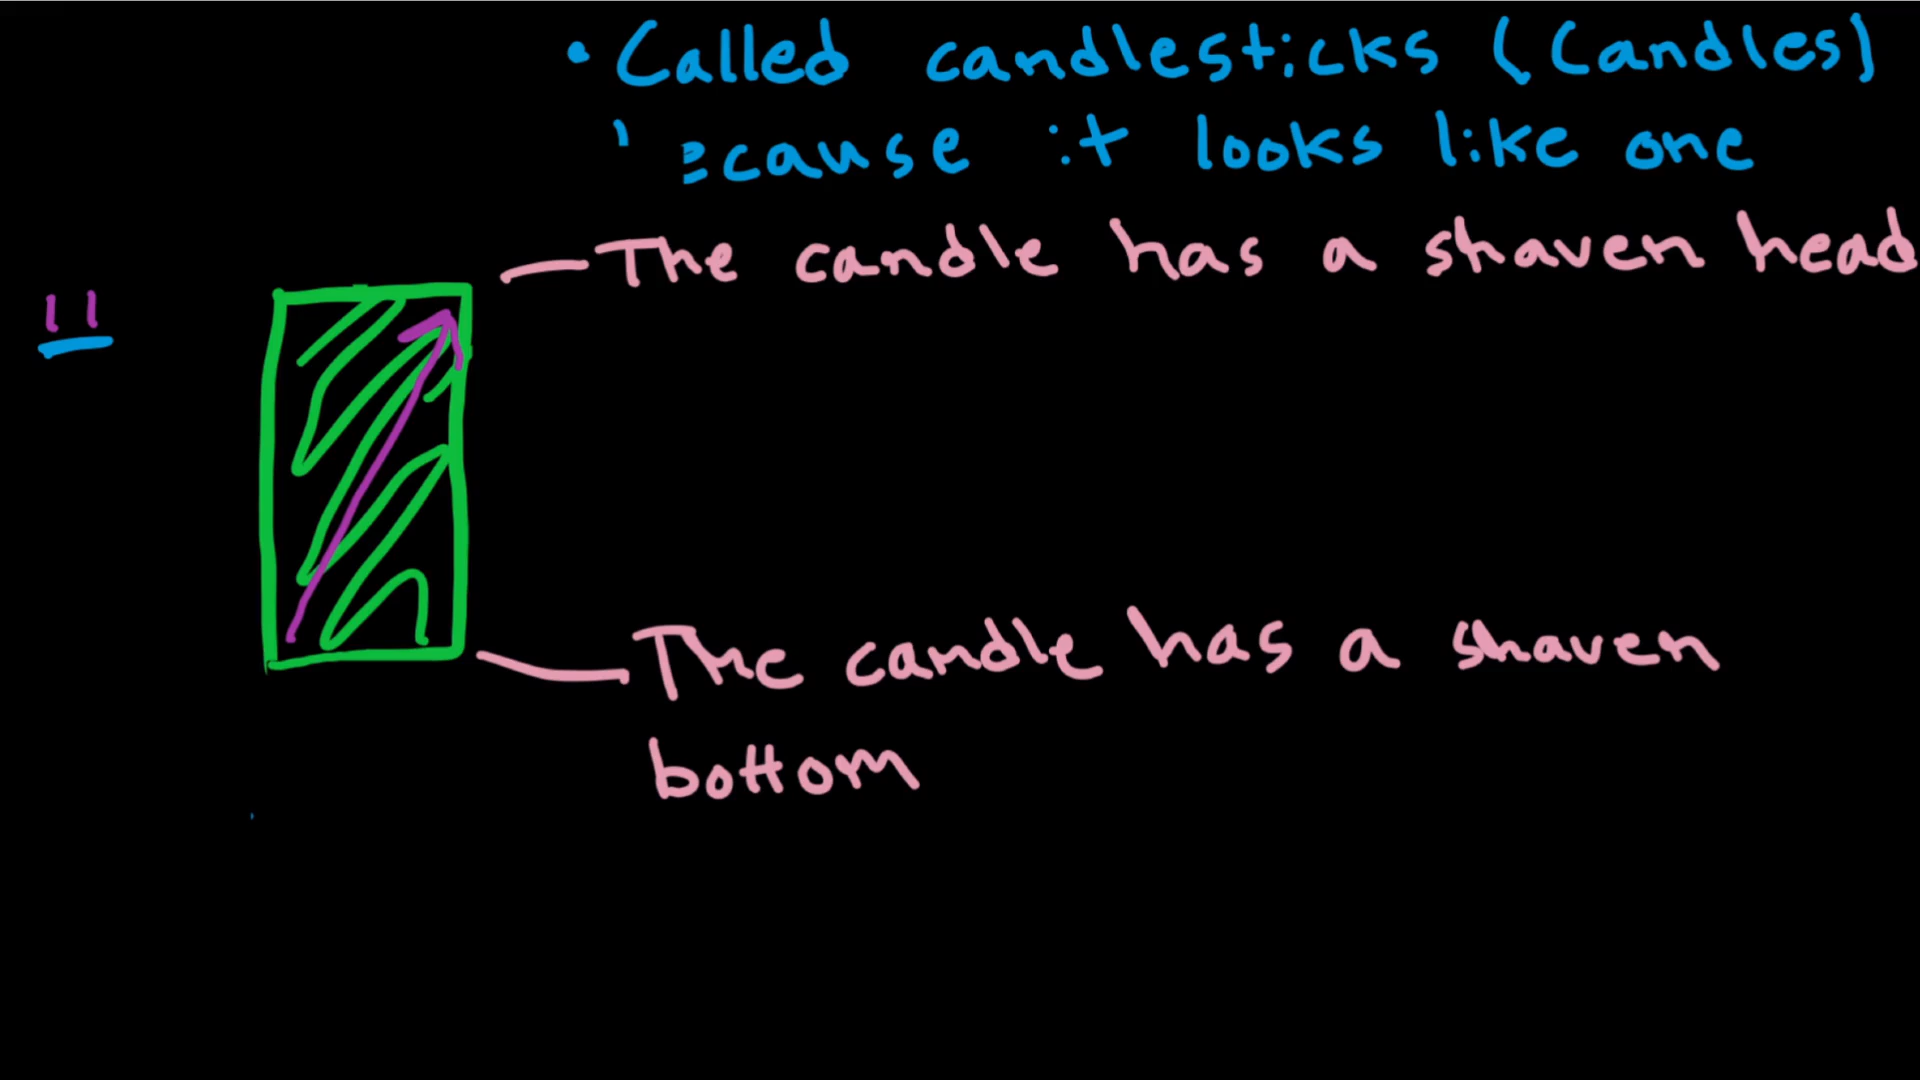 • Called candlesticks (Candles)
because it looks like one
— The candle has a shaven head
— The candle has a shaven
bottom